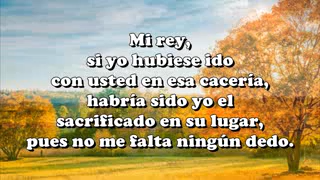 Mi rey,
si yo hubiese ido
con usted en esa cacería,
habría sido yo el
sacrificado en su lugar,
pues no me falta ningún dedo.